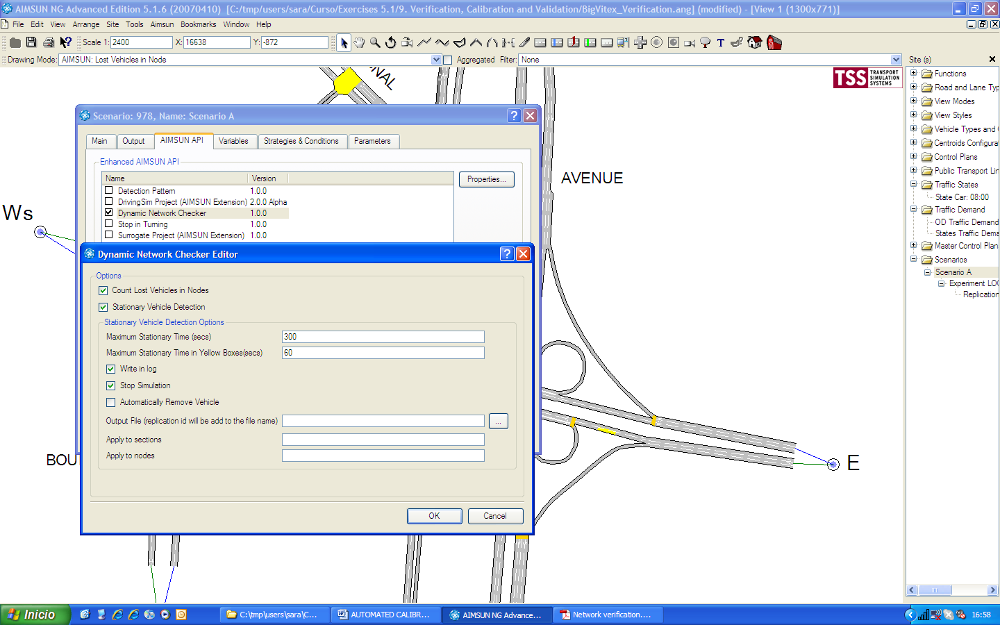 AIMSUN NG Advanced Edition 5.1.6 (20070410) [C:/tmp/users/sara/Curso/Exercises 5.1/9. Verification, Calibration and Validation/BigVitex_Verification.ang] (modified) - [View 1 (1300x771)]
File Edit View Arrange Site Tools Aimsun Bookmarks Window Help
Scale 1: 2400 X: 16638 Y: -872
Drawing Mode: AIMSUN: Lost Vehicles in Node Aggregated Filter: None
Site (s)
TSS TRANSPORT SIMULATION SYSTEMS
Functions
Road and Lane Typ
View Modes
View Styles
Vehicle Types and
Centroids Configura
Control Plans
Public Transport Lin
Traffic States
State Car: 08:00
Traffic Demand
OD Traffic Demand
States Traffic Dema
Master Control Plan
Scenarios
Scenario A
Experiment LOC
Replication
NAL
AVENUE
Ws
BOU
E
Scenario: 978, Name: Scenario A
Main Output AIMSUN API Variables Strategies & Conditions Parameters
Enhanced AIMSUN API
Name Version
Detection Pattern 1.0.0
DrivingSim Project (AIMSUN Extension) 2.0.0 Alpha
Dynamic Network Checker 1.0.0
Stop in Turning 1.0.0
Surrogate Project (AIMSUN Extension) 1.0.0
Properties...
Dynamic Network Checker Editor
Options
Count Lost Vehicles in Nodes
Stationary Vehicle Detection
Stationary Vehicle Detection Options
Maximum Stationary Time (secs) 300
Maximum Stationary Time in Yellow Boxes(secs) 60
Write in log
Stop Simulation
Automatically Remove Vehicle
Output File (replication id will be add to the file name) ...
Apply to sections
Apply to nodes
OK Cancel
Inicio C:\tmp\users\sara\C... AUTOMATED CALIBR... AIMSUN NG Advance... Network verification.... 16:58